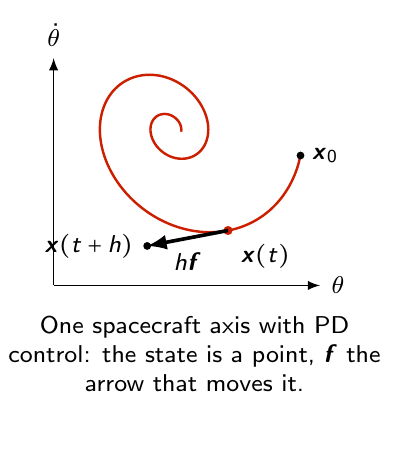 θ̇
x₀
x(t + h)
hf
x(t)
θ
One spacecraft axis with PD
control: the state is a point, f the
arrow that moves it.